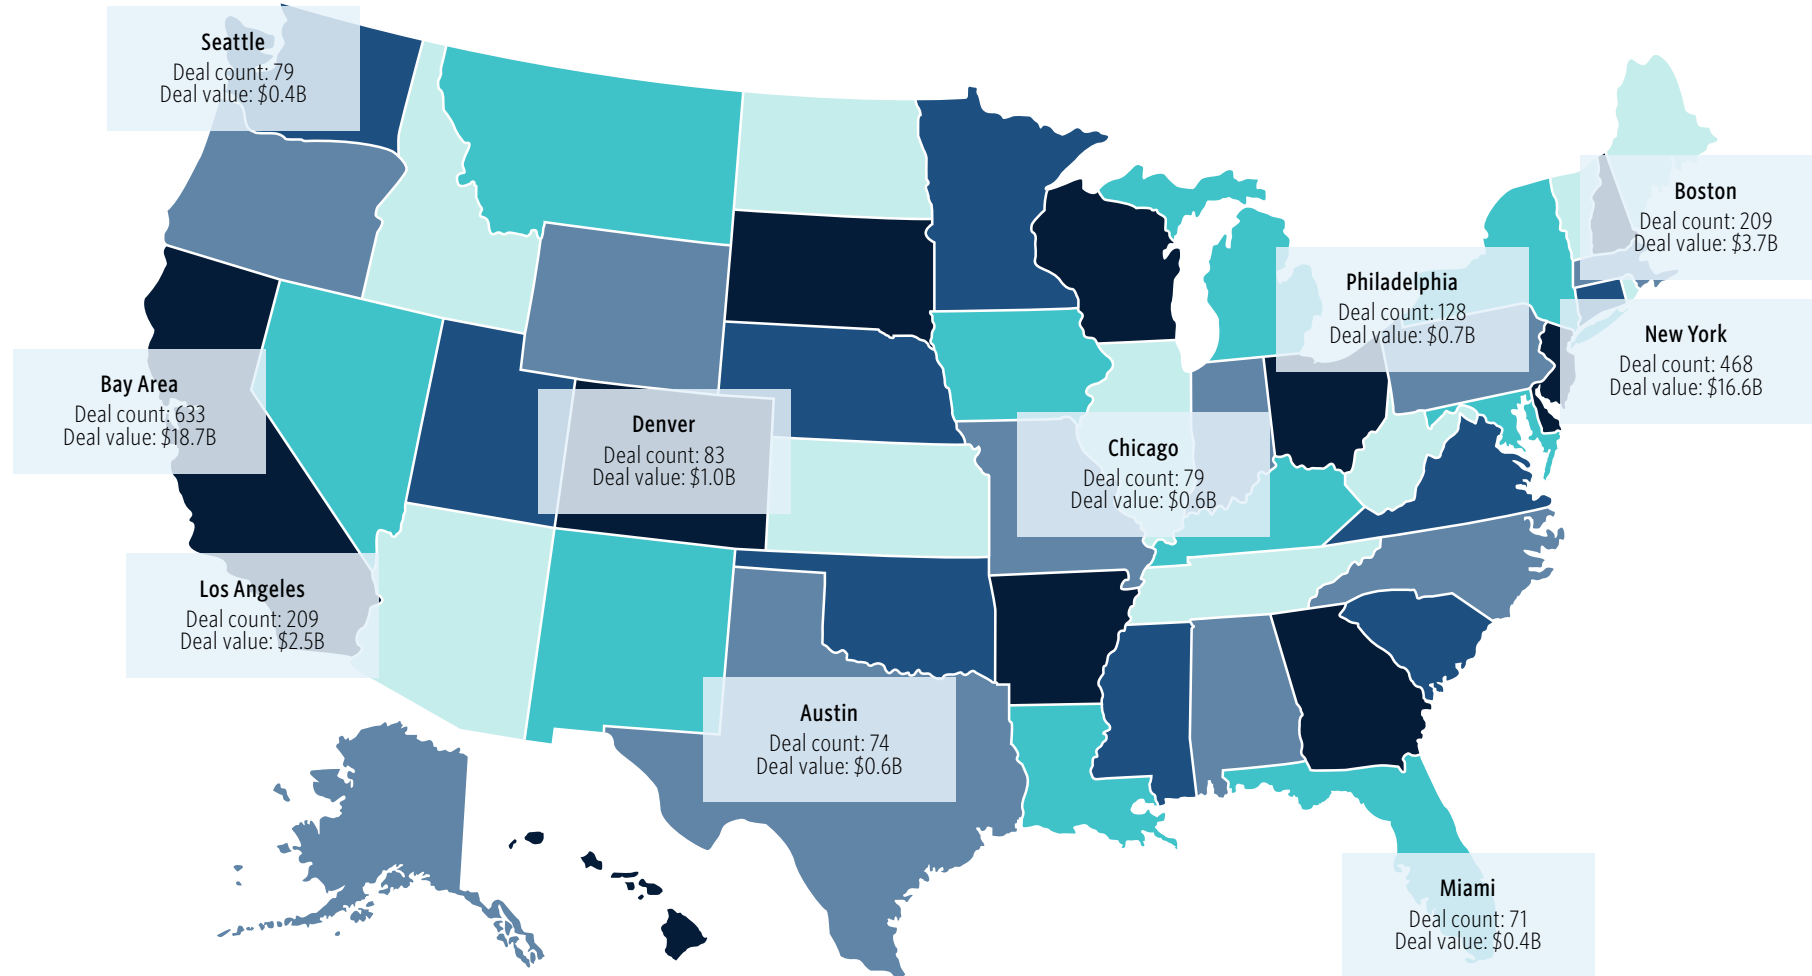 Seattle
Deal count: 79
Deal value: $0.4B
Boston
Deal count: 209
Deal value: $3.7B
Philadelphia
Deal count: 128
Deal value: $0.7B
New York
Deal count: 468
Deal value: $16.6B
Bay Area
Deal count: 633
Deal value: $18.7B
Denver
Deal count: 83
Deal value: $1.0B
Chicago
Deal count: 79
Deal value: $0.6B
Los Angeles
Deal count: 209
Deal value: $2.5B
Austin
Deal count: 74
Deal value: $0.6B
Miami
Deal count: 71
Deal value: $0.4B